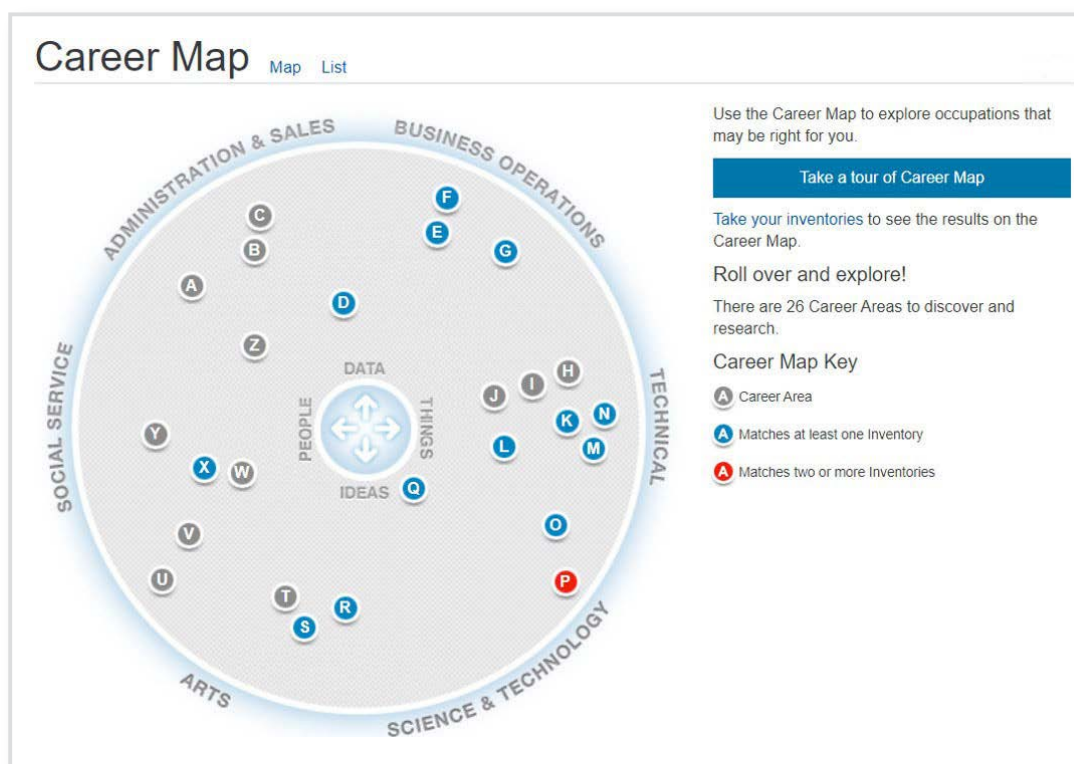 Career Map Map List
ADMINISTRATION & SALES
BUSINESS OPERATIONS
TECHNICAL
SCIENCE & TECHNOLOGY
ARTS
SOCIAL SERVICE
DATA
THINGS
IDEAS
PEOPLE
A
B
C
D
E
F
G
H
I
J
K
L
M
N
O
P
Q
R
S
T
U
V
W
X
Y
Z
Use the Career Map to explore occupations that
may be right for you.
Take a tour of Career Map
Take your inventories to see the results on the
Career Map.
Roll over and explore!
There are 26 Career Areas to discover and
research.
Career Map Key
A Career Area
A Matches at least one Inventory
A Matches two or more Inventories